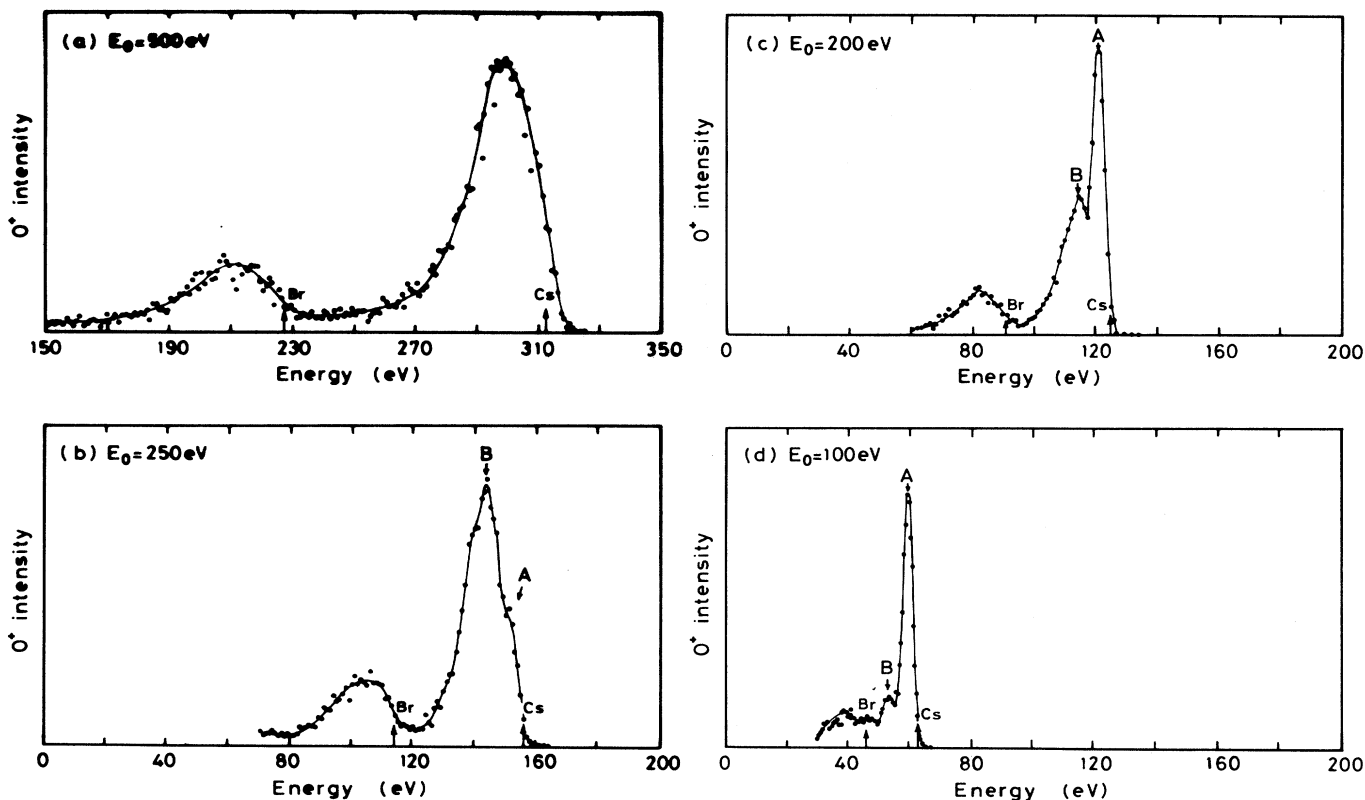 (a) E0=500eV
O+ intensity
Br
Cs
150 190 230 270 310 350
Energy (eV)
(c) E0=200eV
A
B
O+ intensity
Br
Cs
0 40 80 120 160 200
Energy (eV)
(b) E0=250eV
B
A
O+ intensity
Br
Cs
0 40 80 120 160 200
Energy (eV)
(d) E0=100eV
A
B
O+ intensity
Br
Cs
0 40 80 120 160 200
Energy (eV)